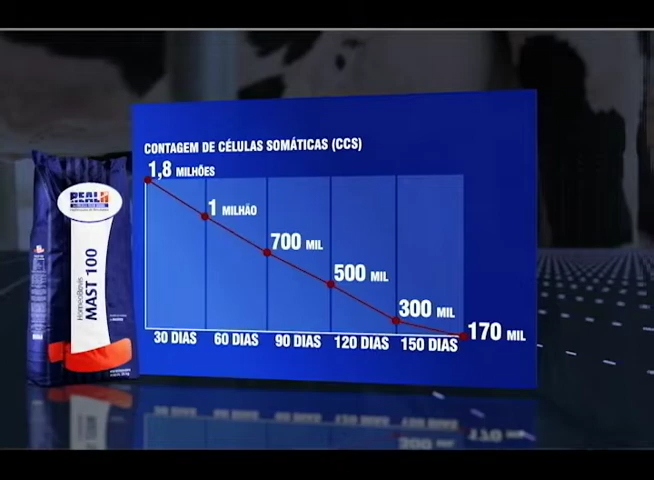 CONTAGEM DE CÉLULAS SOMÁTICAS (CCS)
1,8 MILHÕES
1 MILHÃO
700 MIL
500 MIL
300 MIL
170 MIL
30 DIAS
60 DIAS
90 DIAS
120 DIAS
150 DIAS
REALH
MAST 100